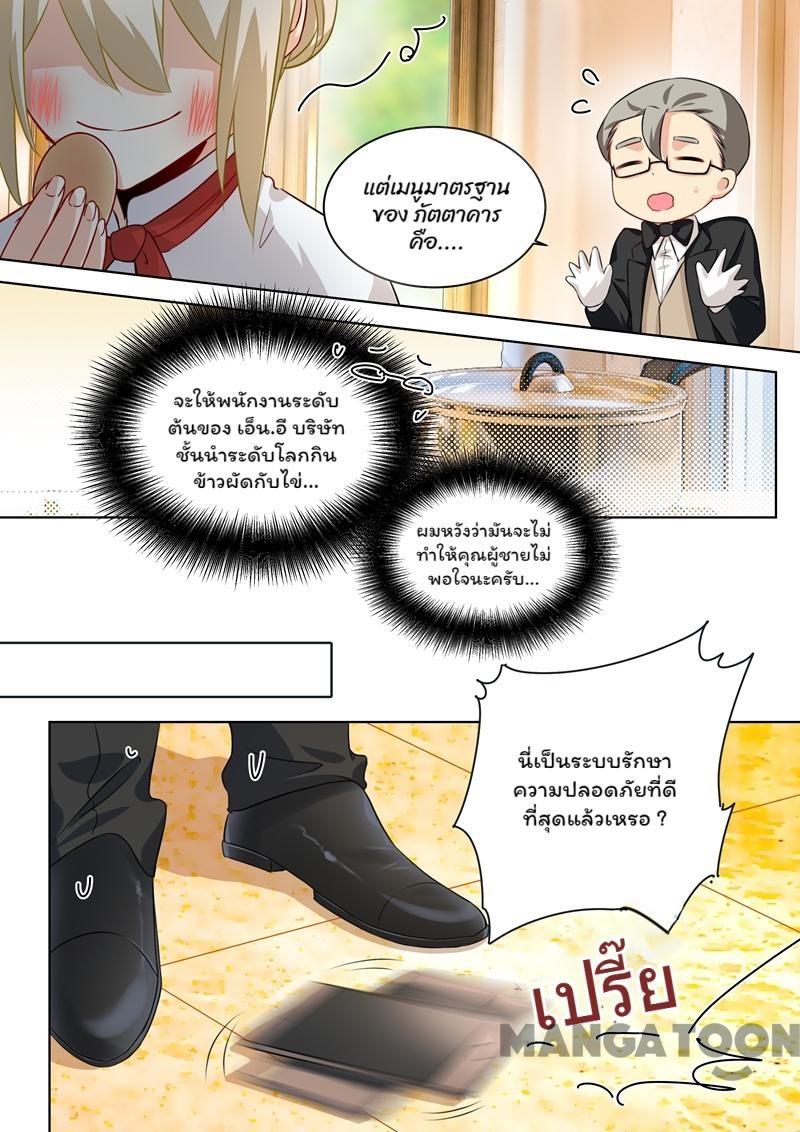 แต่เมนูมาตรฐาน
ของ ภัตตาคาร
คือ....
จะให้พนักงานระดับ
ต้นของ เอ็น.อี บริษัท
ชั้นนำระดับโลกกิน
ข้าวผัดกับไข่...
ผมหวังว่ามันจะไม่
ทำให้คุณผู้ชายไม่
พอใจนะครับ...
นี่เป็นระบบรักษา
ความปลอดภัยที่ดี
ที่สุดแล้วเหรอ ?
เปรี๊ย
MANGATOON